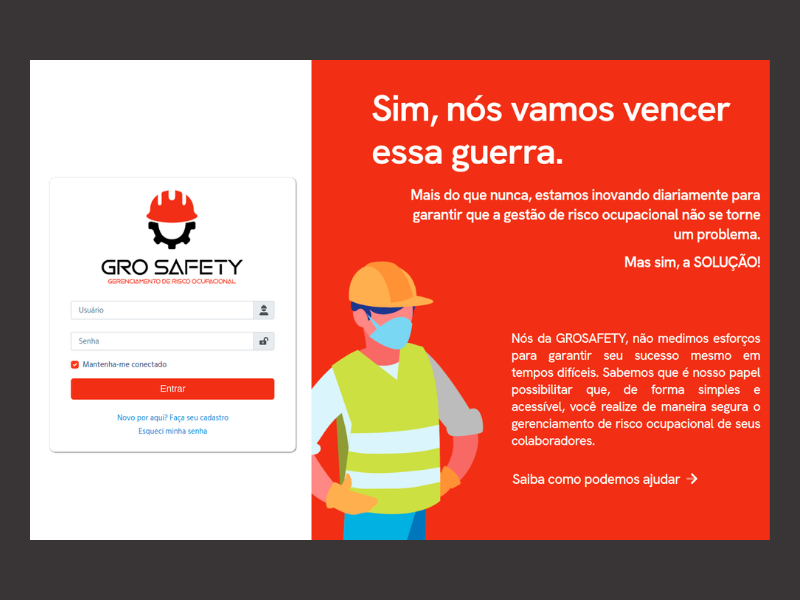 GRO SAFETY
GERENCIAMENTO DE RISCO OCUPACIONAL
Usuário
Senha
Mantenha-me conectado
Entrar
Novo por aqui? Faça seu cadastro
Esqueci minha senha
Sim, nós vamos vencer
essa guerra.
Mais do que nunca, estamos inovando diariamente para
garantir que a gestão de risco ocupacional não se torne
um problema.
Mas sim, a SOLUÇÃO!
Nós da GROSAFETY, não medimos esforços
para garantir seu sucesso mesmo em
tempos difíceis. Sabemos que é nosso papel
possibilitar que, de forma simples e
acessível, você realize de maneira segura o
gerenciamento de risco ocupacional de seus
colaboradores.
Saiba como podemos ajudar →